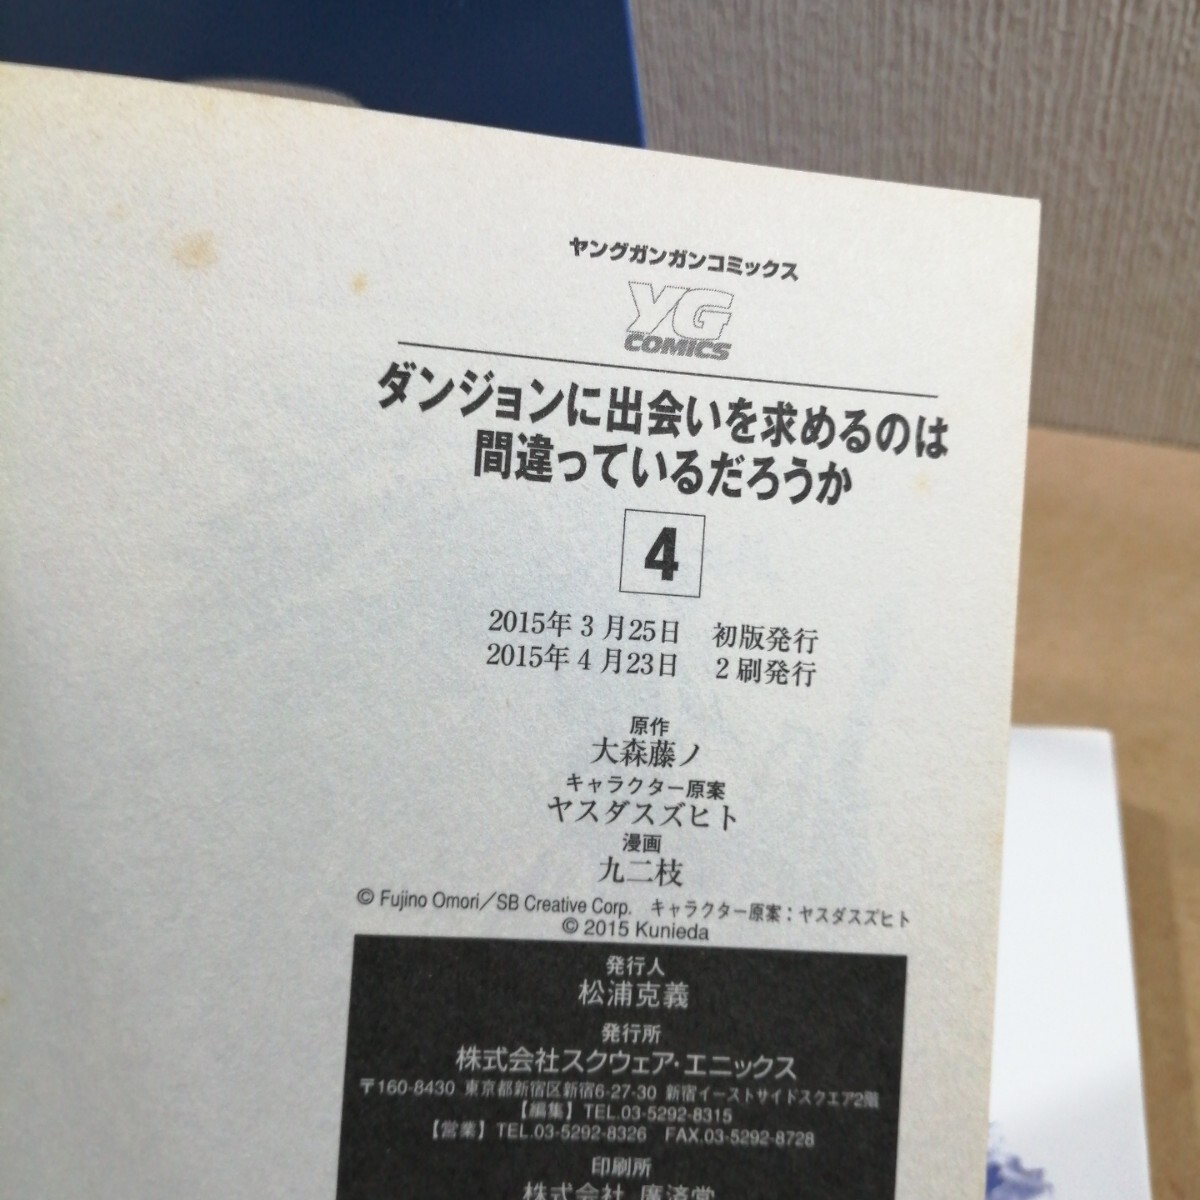 ヤングガンガンコミックス
YG
COMICS
ダンジョンに出会いを求めるのは
間違っているだろうか
4
2015年3月25日　初版発行
2015年4月23日　2刷発行
原作
大森藤ノ
キャラクター原案
ヤスダスズヒト
漫画
九二枝
© Fujino Omori／SB Creative Corp.　キャラクター原案：ヤスダスズヒト
© 2015 Kunieda
発行人
松浦克義
発行所
株式会社スクウェア・エニックス
〒160-8430 東京都新宿区新宿6-27-30 新宿イーストサイドスクエア2階
【編集】TEL.03-5292-8315
【営業】TEL.03-5292-8326　FAX.03-5292-8728
印刷所
株式会社 廣済堂